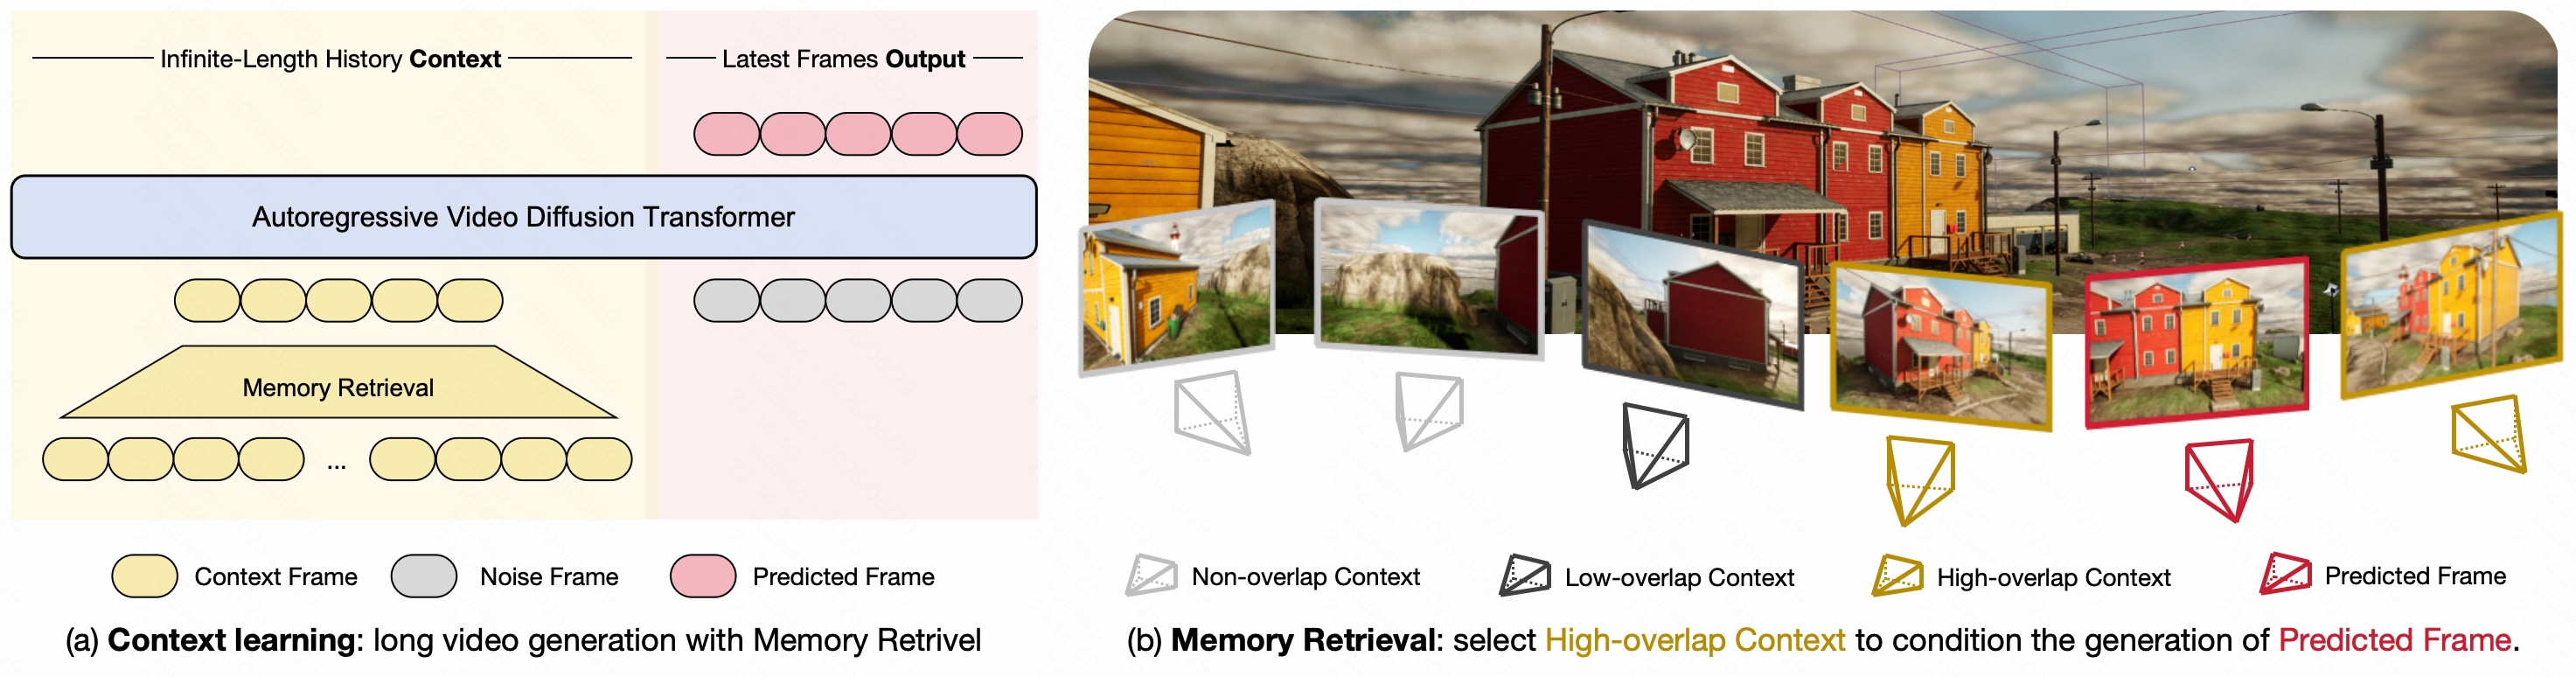 Infinite-Length History Context
Latest Frames Output
Autoregressive Video Diffusion Transformer
Memory Retrieval
...
Context Frame
Noise Frame
Predicted Frame
(a) Context learning: long video generation with Memory Retrivel
Non-overlap Context
Low-overlap Context
High-overlap Context
Predicted Frame
(b) Memory Retrieval: select High-overlap Context to condition the generation of Predicted Frame.